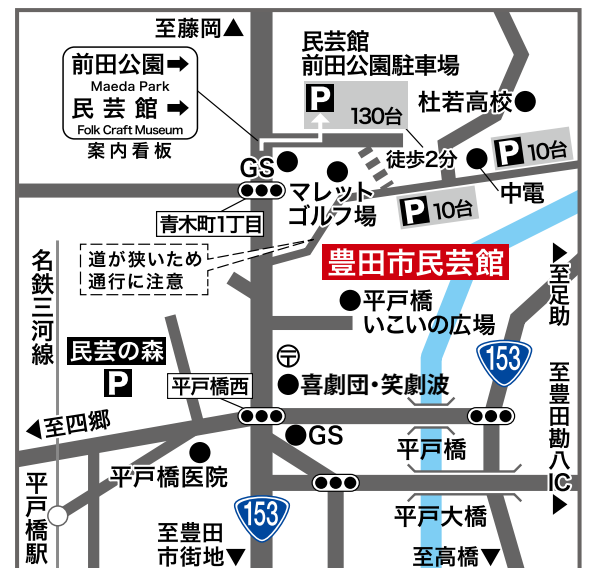 至藤岡▲
前田公園➡
Maeda Park
民芸館➡
Folk Craft Museum
案内看板
民芸館
前田公園駐車場
P
130台
徒歩2分
杜若高校
P 10台
中電
P 10台
GS
マレット
ゴルフ場
青木町1丁目
道が狭いため
通行に注意
豊田市民芸館
名鉄三河線
平戸橋
いこいの広場
▲至足助
民芸の森
P
〒
153
平戸橋西
喜劇団・笑劇波
至豊田勘八IC▶
◀至四郷
GS
平戸橋
平戸橋医院
平戸橋駅
153
平戸大橋
至豊田
市街地▼
至高橋▼